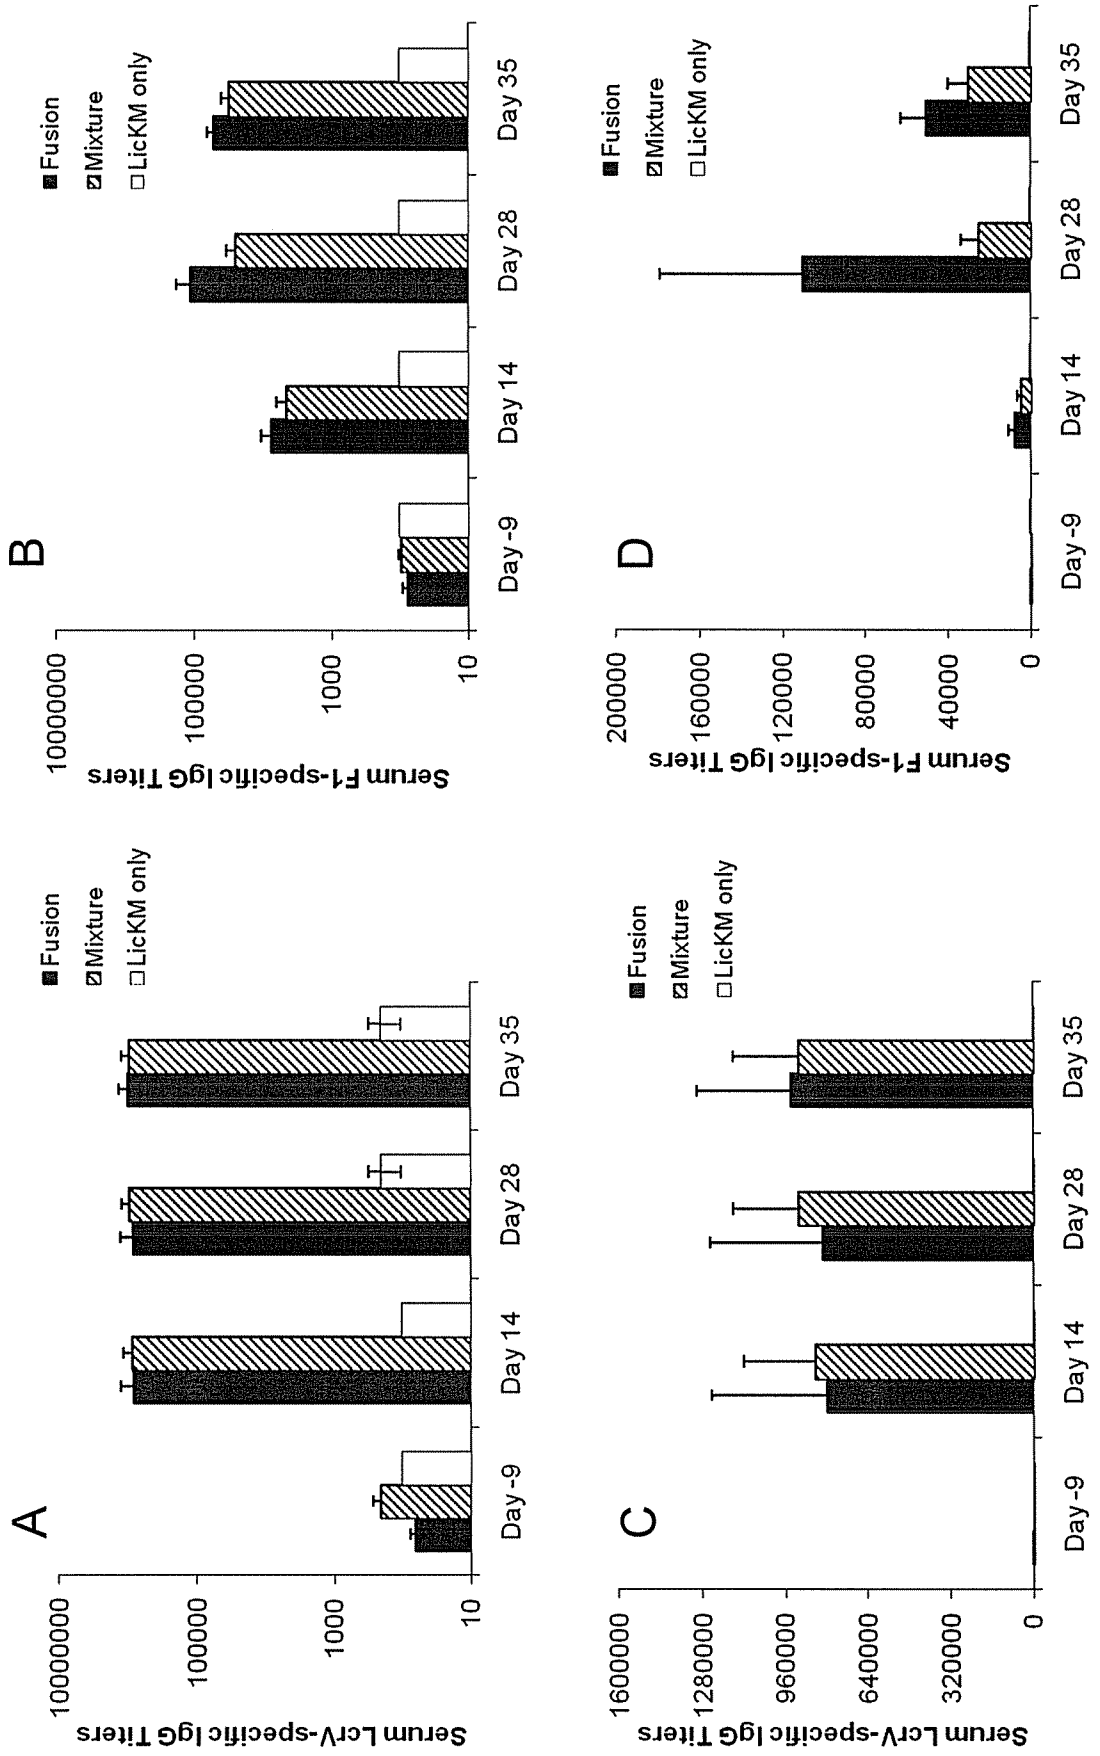 A
Serum LcrV-specific IgG Titers
10000000
100000
1000
10
Day -9
Day 14
Day 28
Day 35
Fusion
Mixture
LicKM only
B
Serum F1-specific IgG Titers
10000000
100000
1000
10
Day -9
Day 14
Day 28
Day 35
Fusion
Mixture
LicKM only
C
Serum LcrV-specific IgG Titers
1600000
1280000
960000
640000
320000
0
Day -9
Day 14
Day 28
Day 35
Fusion
Mixture
LicKM only
D
Serum F1-specific IgG Titers
200000
160000
120000
80000
40000
0
Day -9
Day 14
Day 28
Day 35
Fusion
Mixture
LicKM only